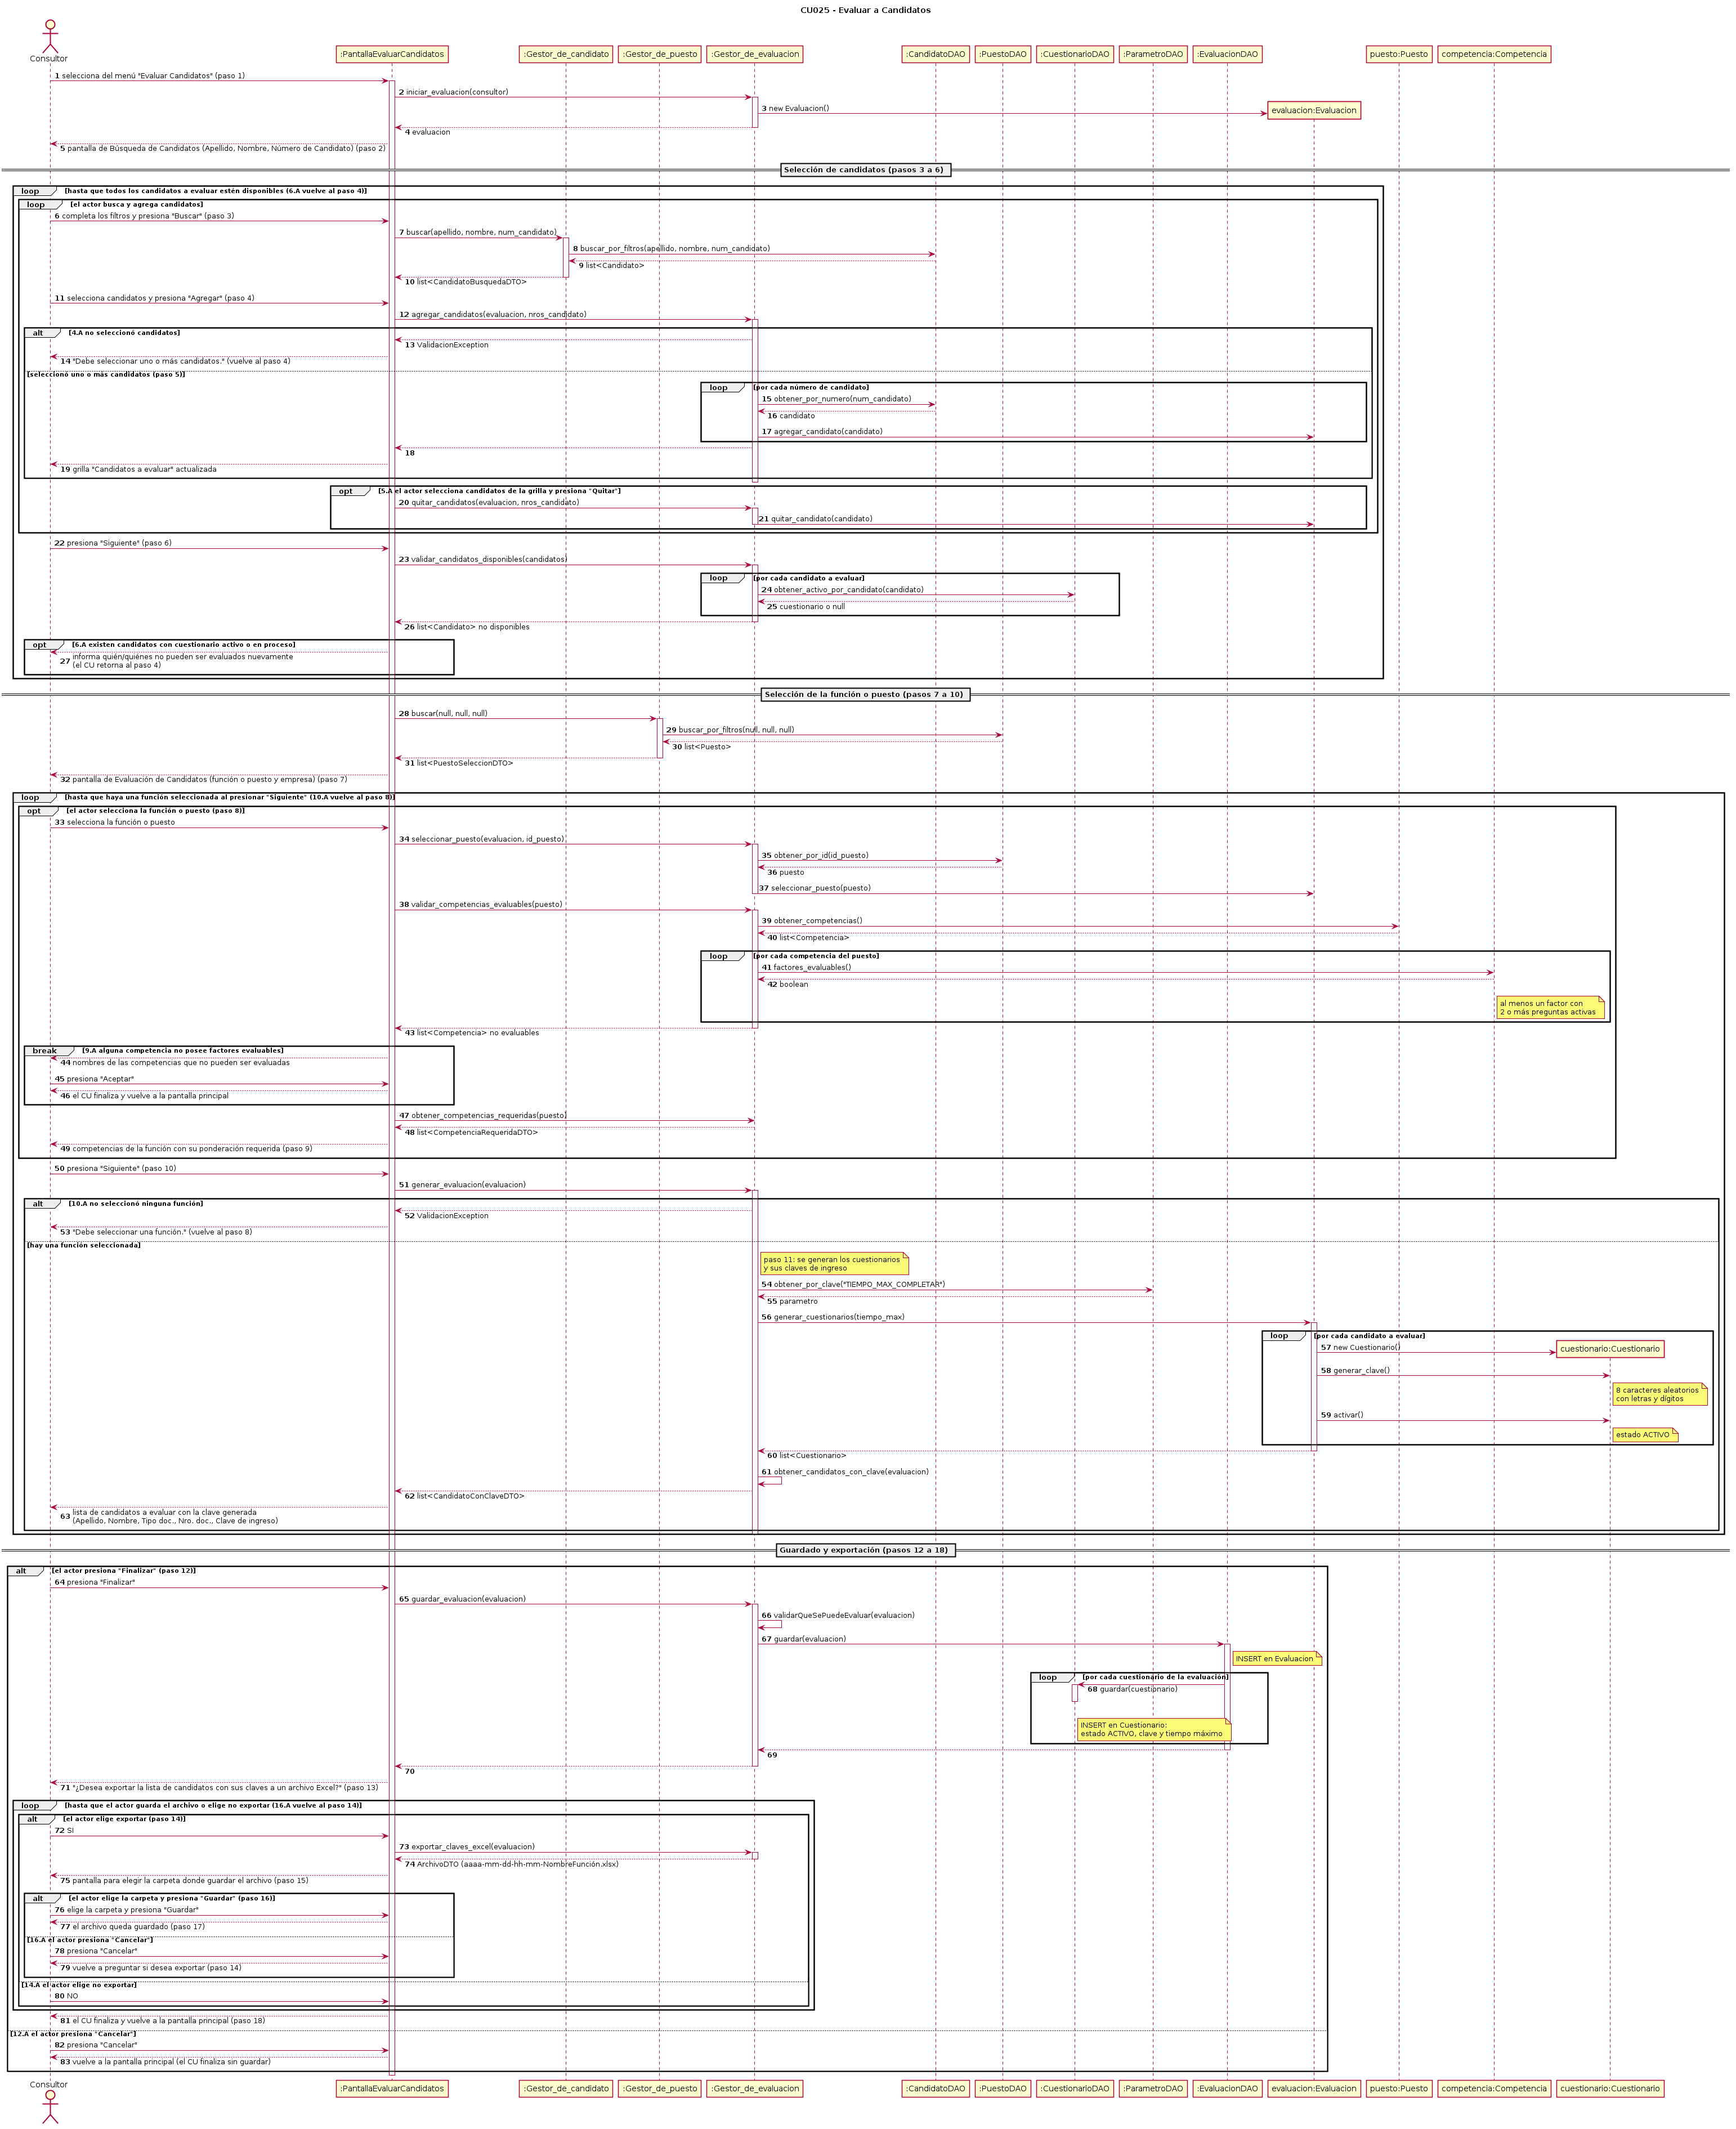 CU025 - Evaluar a Candidatos
Consultor
:PantallaEvaluarCandidatos
:Gestor_de_candidato
:Gestor_de_puesto
:Gestor_de_evaluacion
:CandidatoDAO
:PuestoDAO
:CuestionarioDAO
:ParametroDAO
:EvaluacionDAO
puesto:Puesto
competencia:Competencia
1 selecciona del menú "Evaluar Candidatos" (paso 1)
2 iniciar_evaluacion(consultor)
3 new Evaluacion()
evaluacion:Evaluacion
4 evaluacion
5 pantalla de Búsqueda de Candidatos (Apellido, Nombre, Número de Candidato) (paso 2)
Selección de candidatos (pasos 3 a 6)
loop [hasta que todos los candidatos a evaluar estén disponibles (6.A vuelve al paso 4)]
loop [el actor busca y agrega candidatos]
6 completa los filtros y presiona "Buscar" (paso 3)
7 buscar(apellido, nombre, num_candidato)
8 buscar_por_filtros(apellido, nombre, num_candidato)
9 list<Candidato>
10 list<CandidatoBusquedaDTO>
11 selecciona candidatos y presiona "Agregar" (paso 4)
12 agregar_candidatos(evaluacion, nros_candidato)
alt [4.A no seleccionó candidatos]
13 ValidacionException
14 "Debe seleccionar uno o más candidatos." (vuelve al paso 4)
[seleccionó uno o más candidatos (paso 5)]
loop [por cada número de candidato]
15 obtener_por_numero(num_candidato)
16 candidato
17 agregar_candidato(candidato)
18
19 grilla "Candidatos a evaluar" actualizada
opt [5.A el actor selecciona candidatos de la grilla y presiona "Quitar"]
20 quitar_candidatos(evaluacion, nros_candidato)
21 quitar_candidato(candidato)
22 presiona "Siguiente" (paso 6)
23 validar_candidatos_disponibles(candidatos)
loop [por cada candidato a evaluar]
24 obtener_activo_por_candidato(candidato)
25 cuestionario o null
26 list<Candidato> no disponibles
opt [6.A existen candidatos con cuestionario activo o en proceso]
27 informa quién/quiénes no pueden ser evaluados nuevamente
(el CU retorna al paso 4)
Selección de la función o puesto (pasos 7 a 10)
28 buscar(null, null, null)
29 buscar_por_filtros(null, null, null)
30 list<Puesto>
31 list<PuestoSeleccionDTO>
32 pantalla de Evaluación de Candidatos (función o puesto y empresa) (paso 7)
loop [hasta que haya una función seleccionada al presionar "Siguiente" (10.A vuelve al paso 8)]
opt [el actor selecciona la función o puesto (paso 8)]
33 selecciona la función o puesto
34 seleccionar_puesto(evaluacion, id_puesto)
35 obtener_por_id(id_puesto)
36 puesto
37 seleccionar_puesto(puesto)
38 validar_competencias_evaluables(puesto)
39 obtener_competencias()
40 list<Competencia>
loop [por cada competencia del puesto]
41 factores_evaluables()
42 boolean
al menos un factor con
2 o más preguntas activas
43 list<Competencia> no evaluables
break [9.A alguna competencia no posee factores evaluables]
44 nombres de las competencias que no pueden ser evaluadas
45 presiona "Aceptar"
46 el CU finaliza y vuelve a la pantalla principal
47 obtener_competencias_requeridas(puesto)
48 list<CompetenciaRequeridaDTO>
49 competencias de la función con su ponderación requerida (paso 9)
50 presiona "Siguiente" (paso 10)
51 generar_evaluacion(evaluacion)
alt [10.A no seleccionó ninguna función]
52 ValidacionException
53 "Debe seleccionar una función." (vuelve al paso 8)
[hay una función seleccionada]
paso 11: se generan los cuestionarios
y sus claves de ingreso
54 obtener_por_clave("TIEMPO_MAX_COMPLETAR")
55 parametro
56 generar_cuestionarios(tiempo_max)
loop [por cada candidato a evaluar]
57 new Cuestionario()
cuestionario:Cuestionario
58 generar_clave()
8 caracteres aleatorios
con letras y dígitos
59 activar()
estado ACTIVO
60 list<Cuestionario>
61 obtener_candidatos_con_clave(evaluacion)
62 list<CandidatoConClaveDTO>
63 lista de candidatos a evaluar con la clave generada
(Apellido, Nombre, Tipo doc., Nro. doc., Clave de ingreso)
Guardado y exportación (pasos 12 a 18)
alt [el actor presiona "Finalizar" (paso 12)]
64 presiona "Finalizar"
65 guardar_evaluacion(evaluacion)
66 validarQueSePuedeEvaluar(evaluacion)
67 guardar(evaluacion)
INSERT en Evaluacion
loop [por cada cuestionario de la evaluación]
68 guardar(cuestionario)
INSERT en Cuestionario:
estado ACTIVO, clave y tiempo máximo
69
70
71 "¿Desea exportar la lista de candidatos con sus claves a un archivo Excel?" (paso 13)
loop [hasta que el actor guarda el archivo o elige no exportar (16.A vuelve al paso 14)]
alt [el actor elige exportar (paso 14)]
72 SI
73 exportar_claves_excel(evaluacion)
74 ArchivoDTO (aaaa-mm-dd-hh-mm-NombreFunción.xlsx)
75 pantalla para elegir la carpeta donde guardar el archivo (paso 15)
alt [el actor elige la carpeta y presiona "Guardar" (paso 16)]
76 elige la carpeta y presiona "Guardar"
77 el archivo queda guardado (paso 17)
[16.A el actor presiona "Cancelar"]
78 presiona "Cancelar"
79 vuelve a preguntar si desea exportar (paso 14)
[14.A el actor elige no exportar]
80 NO
81 el CU finaliza y vuelve a la pantalla principal (paso 18)
[12.A el actor presiona "Cancelar"]
82 presiona "Cancelar"
83 vuelve a la pantalla principal (el CU finaliza sin guardar)
Consultor
:PantallaEvaluarCandidatos
:Gestor_de_candidato
:Gestor_de_puesto
:Gestor_de_evaluacion
:CandidatoDAO
:PuestoDAO
:CuestionarioDAO
:ParametroDAO
:EvaluacionDAO
evaluacion:Evaluacion
puesto:Puesto
competencia:Competencia
cuestionario:Cuestionario